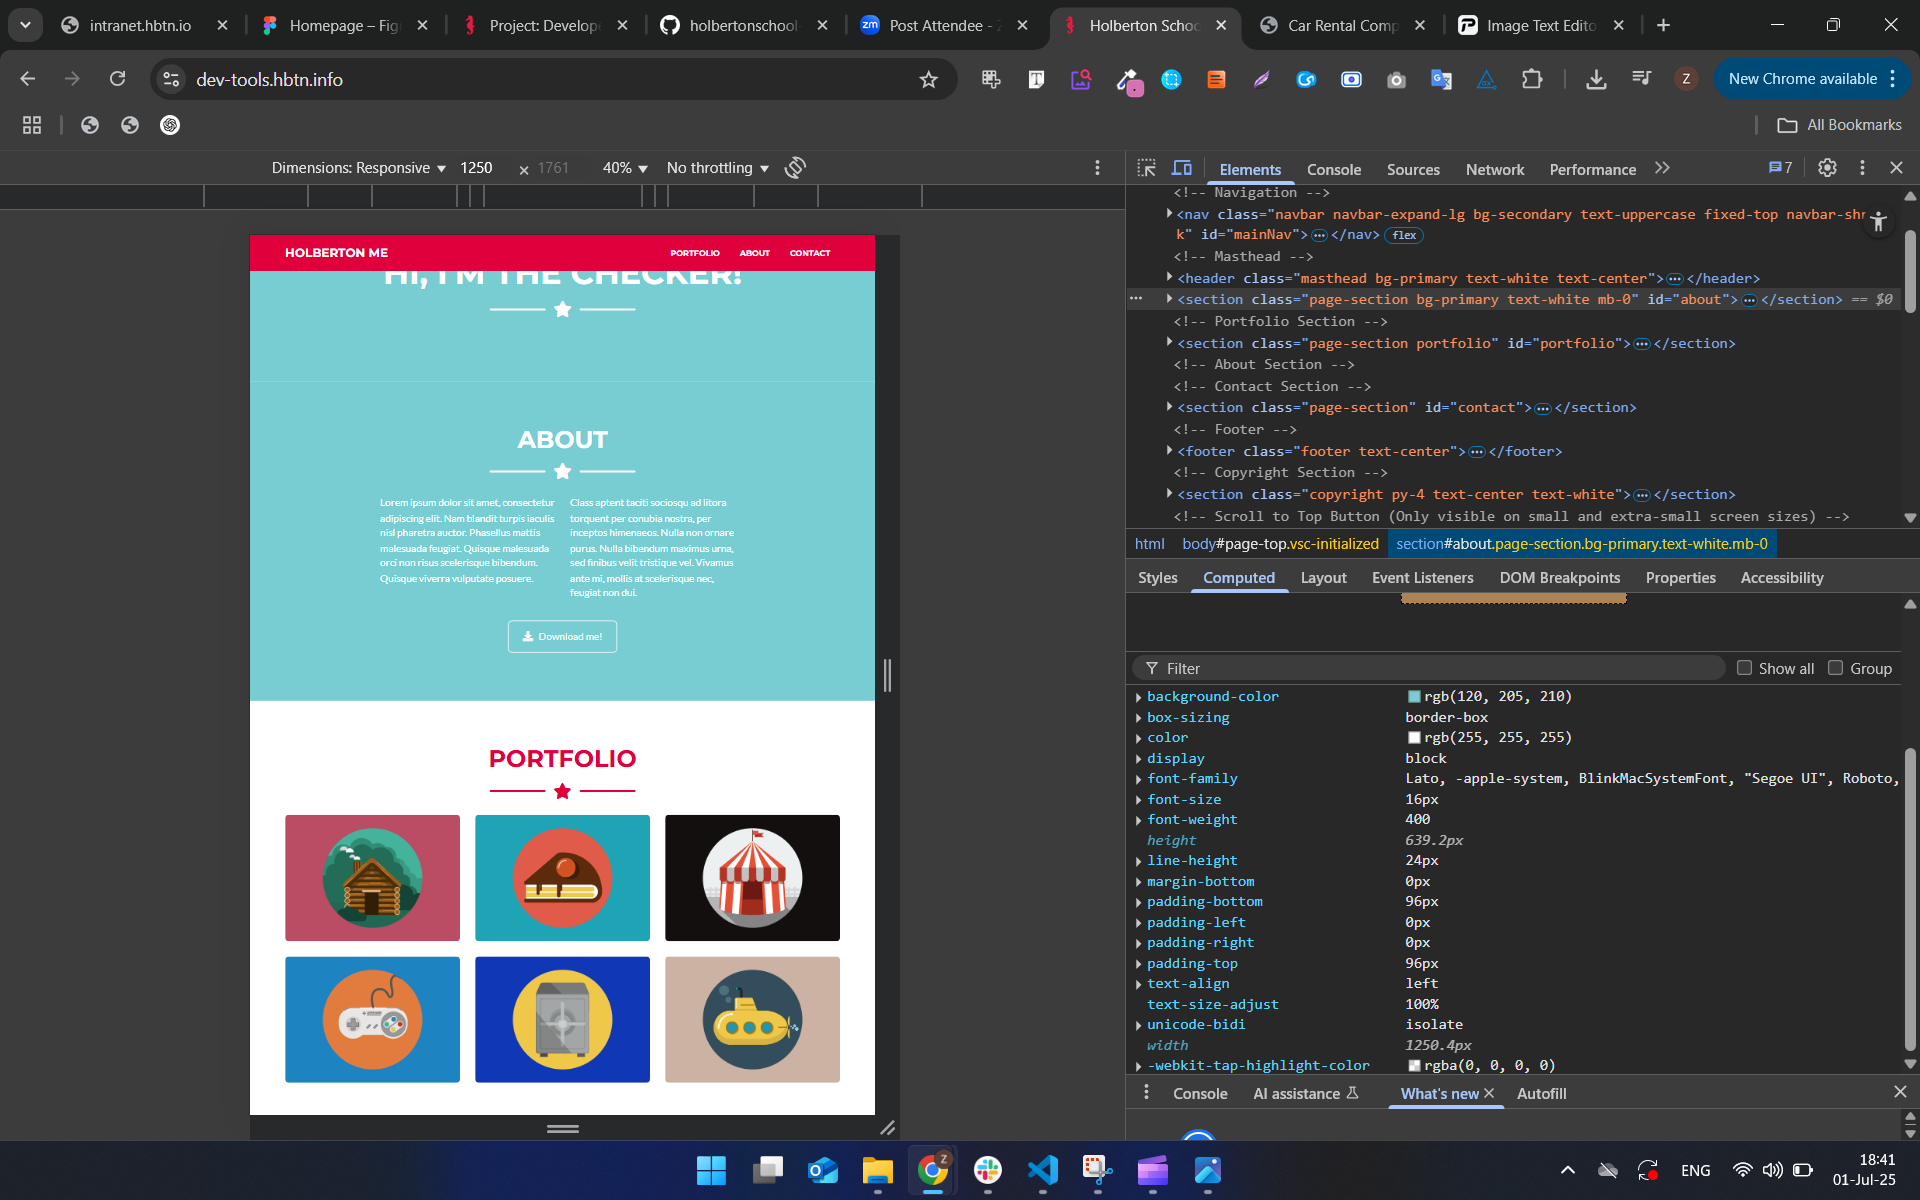 intranet.hbtn.io
Homepage – Fig
Project: Develop
holbertonschool-
zm
Post Attendee - Z
Holberton Schoo
Car Rental Comp
Image Text Edito
dev-tools.hbtn.info
Z
New Chrome available
All Bookmarks
Dimensions: Responsive
1250
×
1761
40%
No throttling
Elements
Console
Sources
Network
Performance
7
HOLBERTON ME
PORTFOLIO
ABOUT
CONTACT
HI, I'M THE CHECKER!
ABOUT
Lorem ipsum dolor sit amet, consectetur
adipiscing elit. Nam blandit turpis iaculis
nisl pharetra auctor. Phasellus mattis
malesuada feugiat. Quisque malesuada
orci non risus scelerisque bibendum.
Quisque viverra vulputate posuere.
Class aptent taciti sociosqu ad litora
torquent per conubia nostra, per
inceptos himenaeos. Nulla non ornare
purus. Nulla bibendum maximus urna,
sed finibus velit tristique vel. Vivamus
ante mi, mollis at scelerisque nec,
feugiat non dui.
Download me!
PORTFOLIO
<!-- Navigation -->
<nav class="navbar navbar-expand-lg bg-secondary text-uppercase fixed-top navbar-shr
k" id="mainNav">…</nav> flex
<!-- Masthead -->
<header class="masthead bg-primary text-white text-center">…</header>
<section class="page-section bg-primary text-white mb-0" id="about">…</section> == $0
<!-- Portfolio Section -->
<section class="page-section portfolio" id="portfolio">…</section>
<!-- About Section -->
<!-- Contact Section -->
<section class="page-section" id="contact">…</section>
<!-- Footer -->
<footer class="footer text-center">…</footer>
<!-- Copyright Section -->
<section class="copyright py-4 text-center text-white">…</section>
<!-- Scroll to Top Button (Only visible on small and extra-small screen sizes) -->
html
body#page-top.vsc-initialized
section#about.page-section.bg-primary.text-white.mb-0
Styles
Computed
Layout
Event Listeners
DOM Breakpoints
Properties
Accessibility
Filter
Show all
Group
background-color rgb(120, 205, 210)
box-sizing border-box
color rgb(255, 255, 255)
display block
font-family Lato, -apple-system, BlinkMacSystemFont, "Segoe UI", Roboto,
font-size 16px
font-weight 400
height 639.2px
line-height 24px
margin-bottom 0px
padding-bottom 96px
padding-left 0px
padding-right 0px
padding-top 96px
text-align left
text-size-adjust 100%
unicode-bidi isolate
width 1250.4px
-webkit-tap-highlight-color rgba(0, 0, 0, 0)
Console
AI assistance
What's new
Autofill
ENG
18:41
01-Jul-25